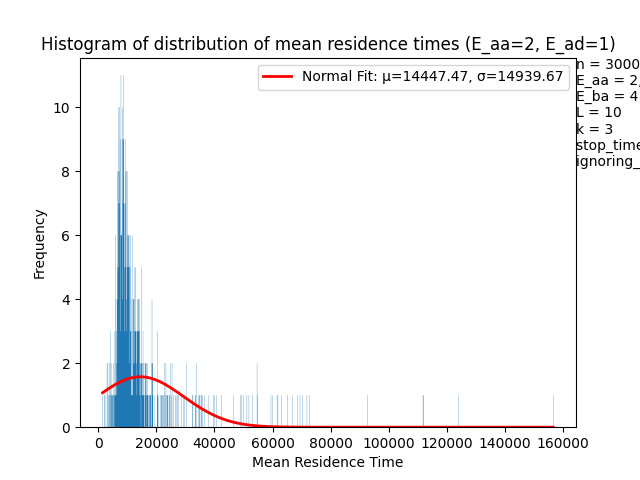 Histogram of distribution of mean residence times (E_aa=2, E_ad=1)
Normal Fit: μ=14447.47, σ=14939.67
n = 3000
E_aa = 2,
E_ba = 4
L = 10
k = 3
stop_time
ignoring_
Frequency
10
8
6
4
2
0
0 20000 40000 60000 80000 100000 120000 140000 160000
Mean Residence Time